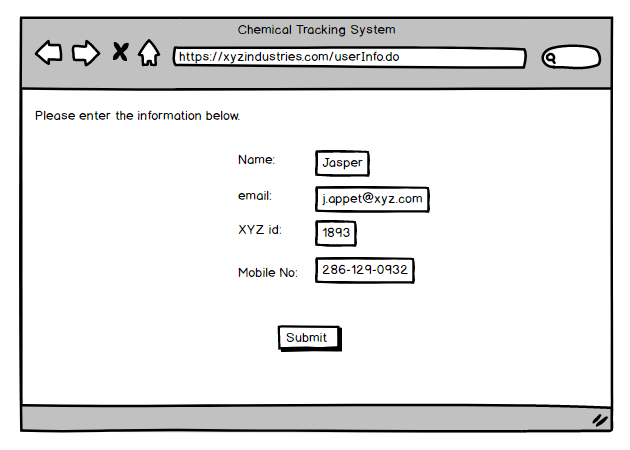 Chemical Tracking System
https://xyzindustries.com/userInfo.do
Please enter the information below.
Name: Jasper
email: j.appet@xyz.com
XYZ id: 1893
Mobile No: 286-129-0932
Submit